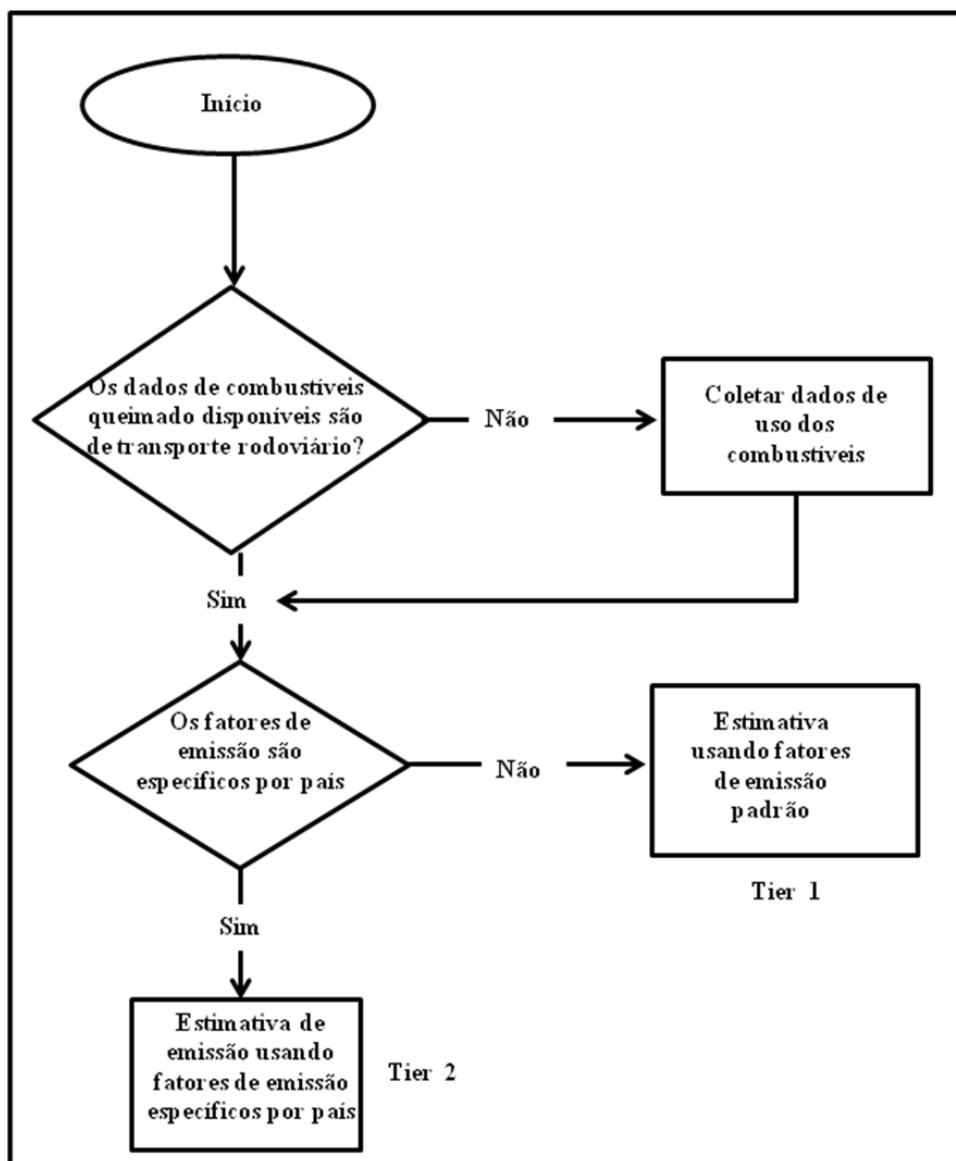 Início
Os dados de combustíveis
queimado disponíveis são
de transporte rodoviário?
Não
Coletar dados de
uso dos
combustíveis
Sim
Os fatores de
emissão são
específicos por país
Não
Estimativa
usando fatores
de emissão
padrão
Tier 1
Sim
Estimativa de
emissão usando
fatores de emissão
específicos por país
Tier 2